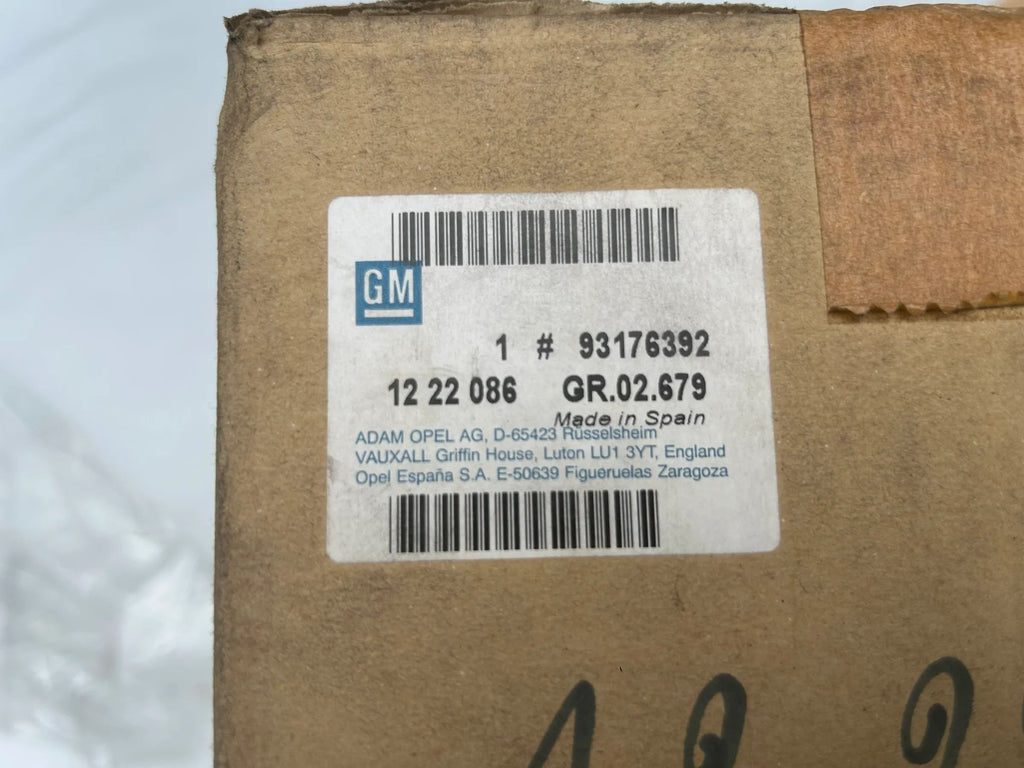 GM
1 # 93176392
12 22 086 GR.02.679
Made in Spain
ADAM OPEL AG, D-65423 Rüsselsheim
VAUXALL Griffin House, Luton LU1 3YT, England
Opel España S.A. E-50639 Figueruelas Zaragoza